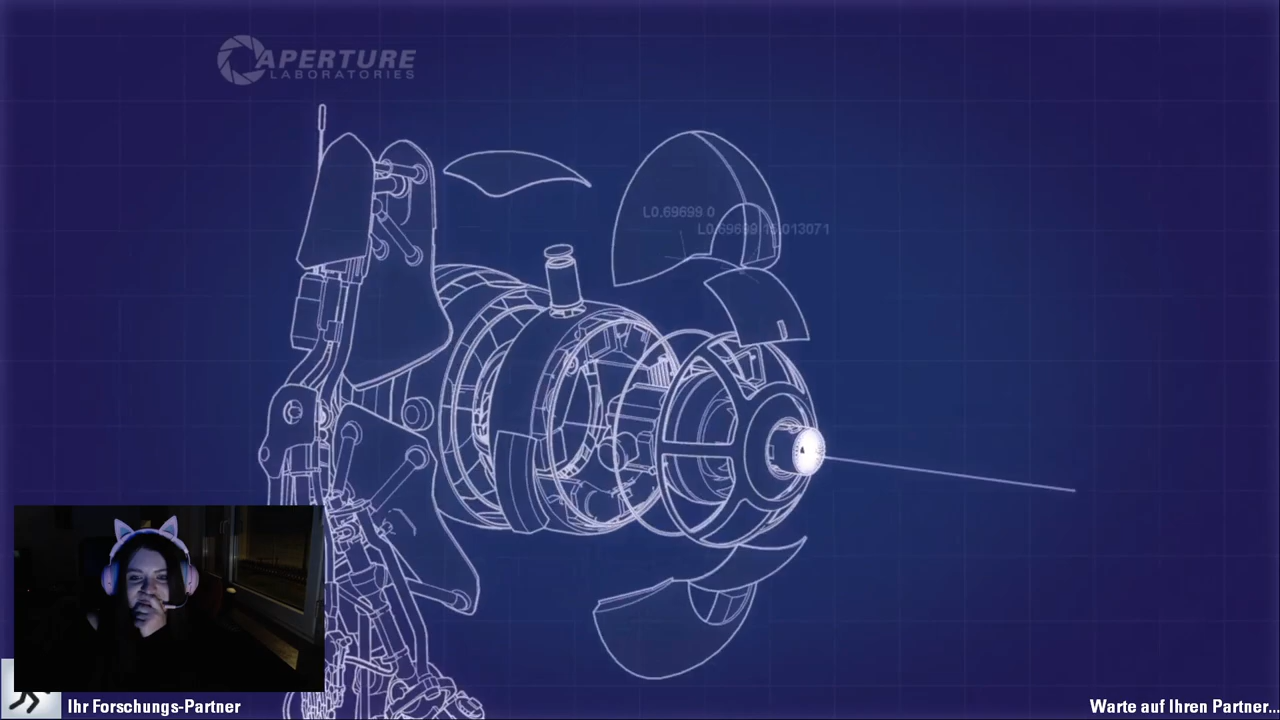 APERTURE
LABORATORIES
L0.69699 0
Ihr Forschungs-Partner
Warte auf Ihren Partner...